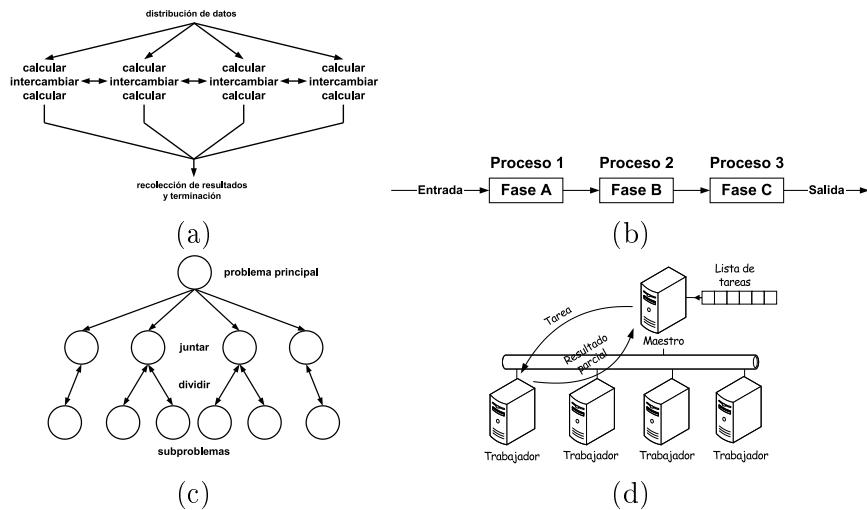 distribución de datos
calcular calcular calcular calcular
intercambiar intercambiar intercambiar intercambiar
calcular calcular calcular calcular
recolección de resultados
y terminación
(a)
Proceso 1 Proceso 2 Proceso 3
Entrada Fase A Fase B Fase C Salida
(b)
problema principal
juntar
dividir
subproblemas
(c)
Lista de
tareas
Tarea
Maestro
Resultado
parcial
Trabajador Trabajador Trabajador Trabajador
(d)